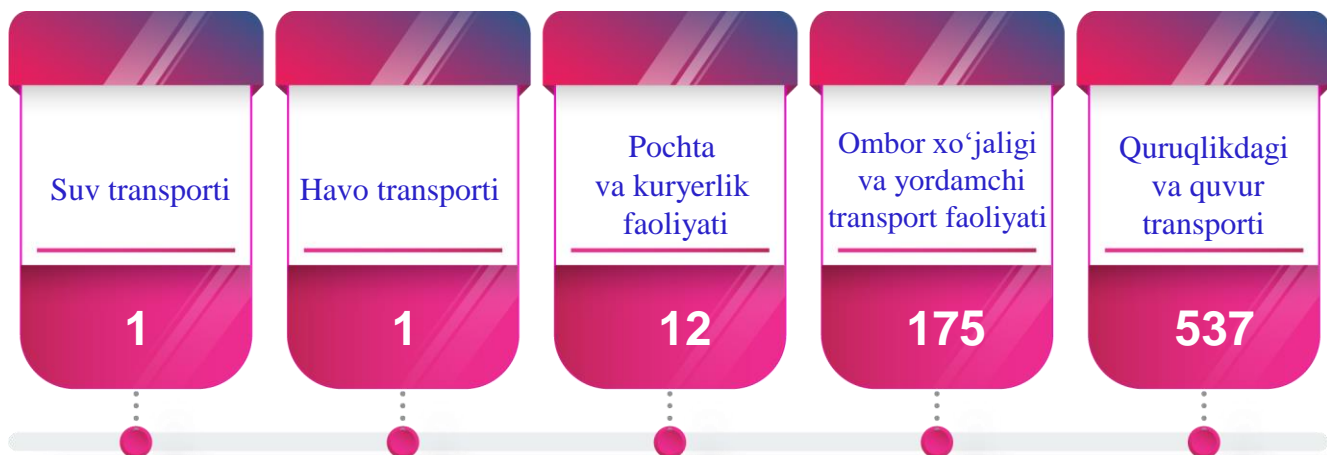 Suv transporti
1
Havo transporti
1
Pochta
va kuryerlik
faoliyati
12
Ombor xo‘jaligi
va yordamchi
transport faoliyati
175
Quruqlikdagi
va quvur
transporti
537